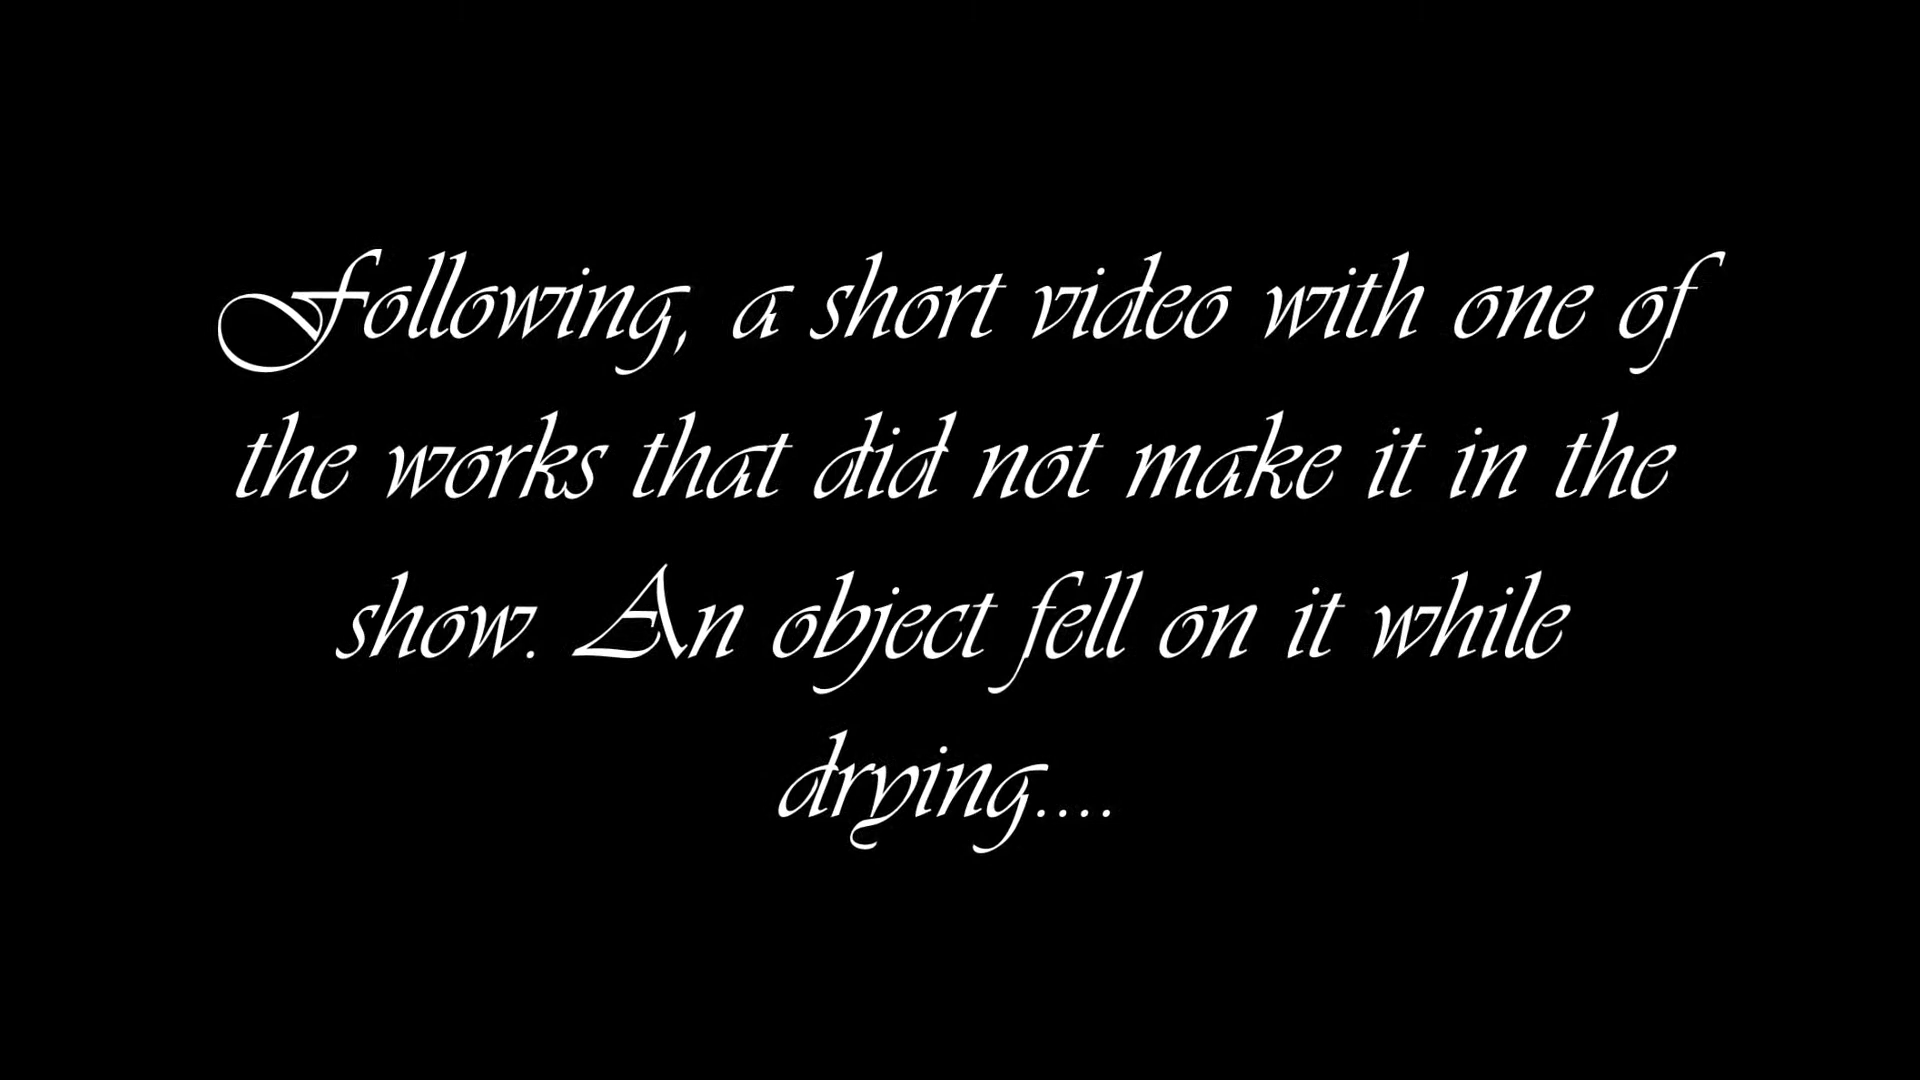 Following, a short video with one of
the works that did not make it in the
show. An object fell on it while
drying....